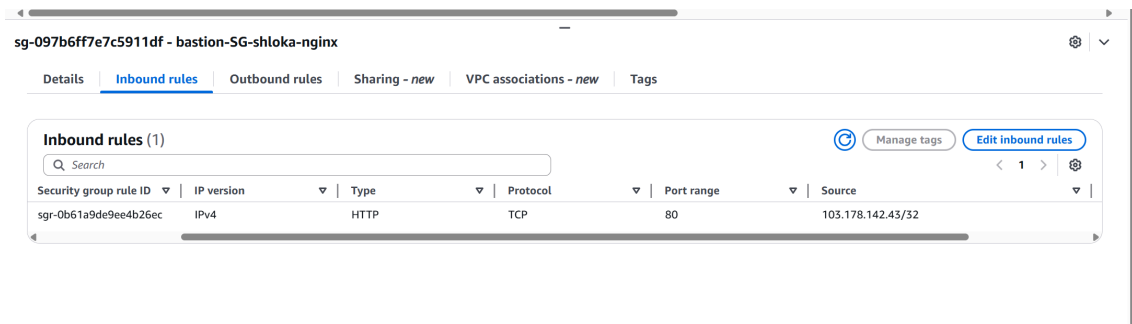 sg-097b6ff7e7c5911df - bastion-SG-shloka-nginx
Details Inbound rules Outbound rules Sharing - new VPC associations - new Tags
Inbound rules (1) Manage tags Edit inbound rules
Search 1
Security group rule ID IP version Type Protocol Port range Source
sgr-0b61a9de9ee4b26ec IPv4 HTTP TCP 80 103.178.142.43/32